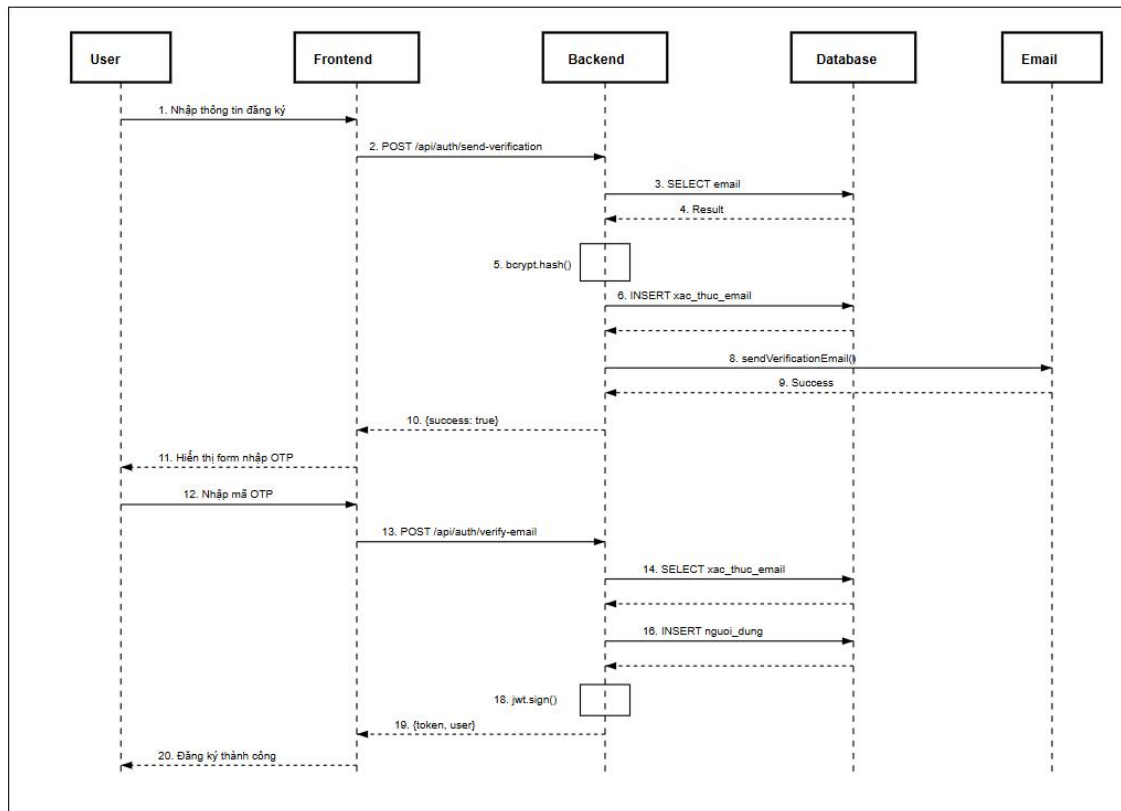 User
Frontend
Backend
Database
Email
1. Nhập thông tin đăng ký
2. POST /api/auth/send-verification
3. SELECT email
4. Result
5. bcrypt.hash()
6. INSERT xac_thuc_email
8. sendVerificationEmail()
9. Success
10. {success: true}
11. Hiển thị form nhập OTP
12. Nhập mã OTP
13. POST /api/auth/verify-email
14. SELECT xac_thuc_email
16. INSERT nguoi_dung
18. jwt.sign()
19. {token, user}
20. Đăng ký thành công